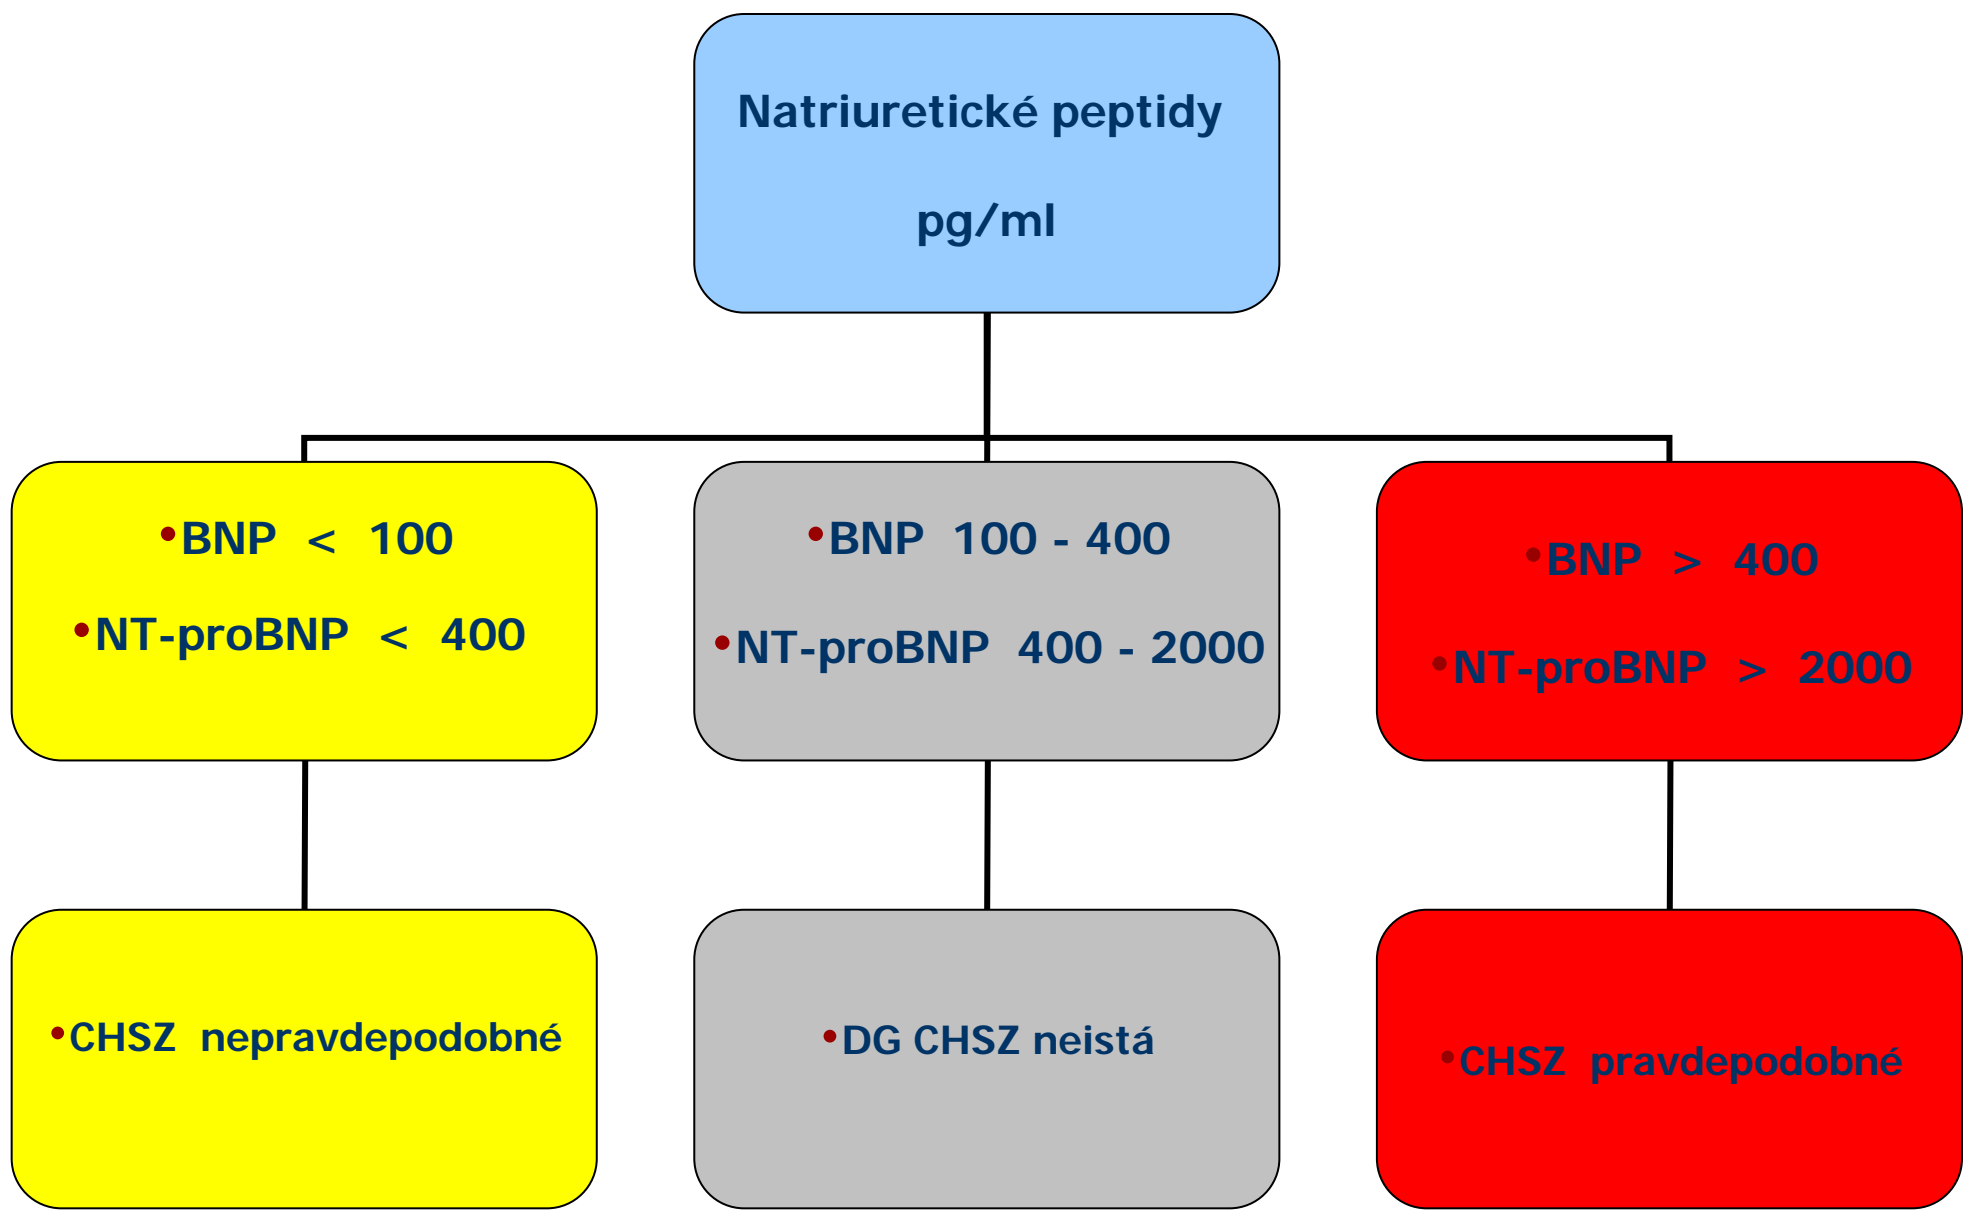 Natriuretické peptidy
pg/ml
•BNP < 100
•NT-proBNP < 400
•BNP 100 - 400
•NT-proBNP 400 - 2000
•BNP > 400
•NT-proBNP > 2000
•CHSZ nepravdepodobné
•DG CHSZ neistá
•CHSZ pravdepodobné